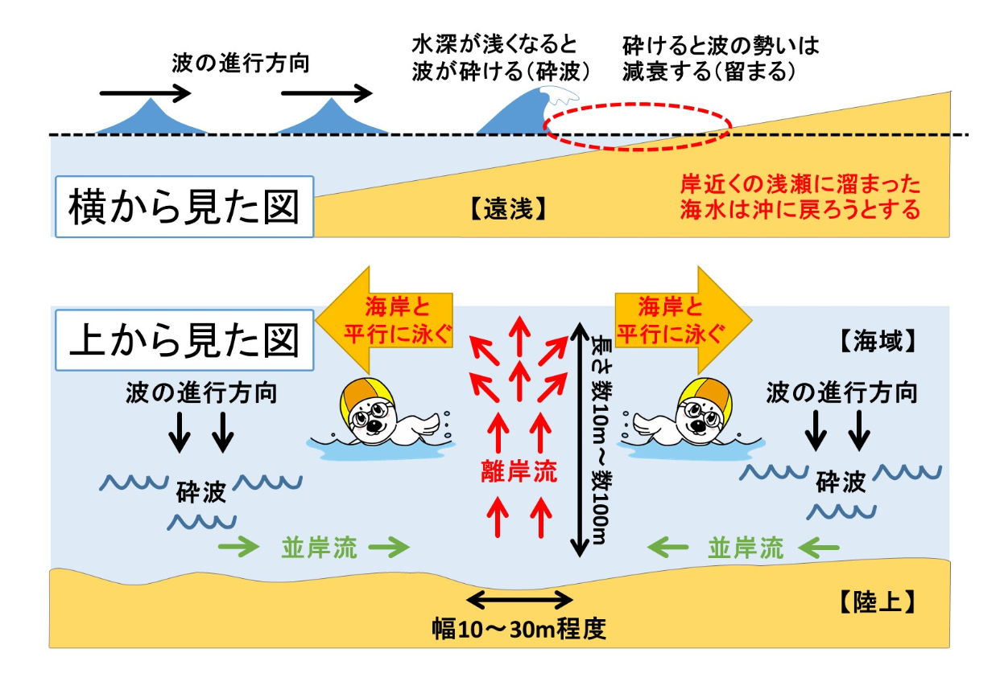 波の進行方向
水深が浅くなると
波が砕ける（砕波）
砕けると波の勢いは
減衰する（留まる）
横から見た図
【遠浅】
岸近くの浅瀬に溜まった
海水は沖に戻ろうとする
上から見た図
海岸と
平行に泳ぐ
海岸と
平行に泳ぐ
【海域】
波の進行方向
長さ 数10m～数100m
波の進行方向
離岸流
砕波
砕波
並岸流
並岸流
【陸上】
幅10～30m程度